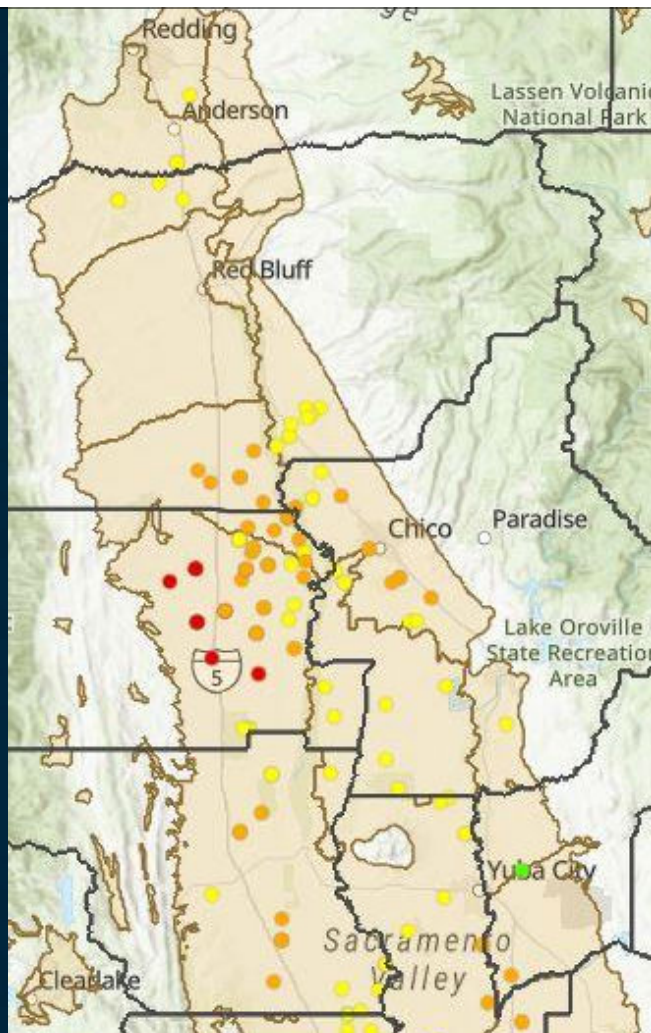 Redding
Lassen Volcanic
National Park
Anderson
Red Bluff
Chico
Paradise
Lake Oroville
State Recreation
Area
5
Yuba City
Sacramento
Valley
Clearlake